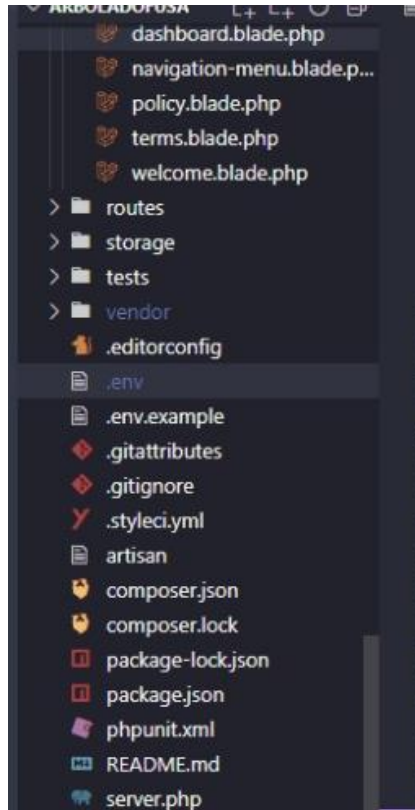 ARBOLADOFUSA
dashboard.blade.php
navigation-menu.blade.p...
policy.blade.php
terms.blade.php
welcome.blade.php
routes
storage
tests
vendor
.editorconfig
.env
.env.example
.gitattributes
.gitignore
.styleci.yml
artisan
composer.json
composer.lock
package-lock.json
package.json
phpunit.xml
README.md
server.php